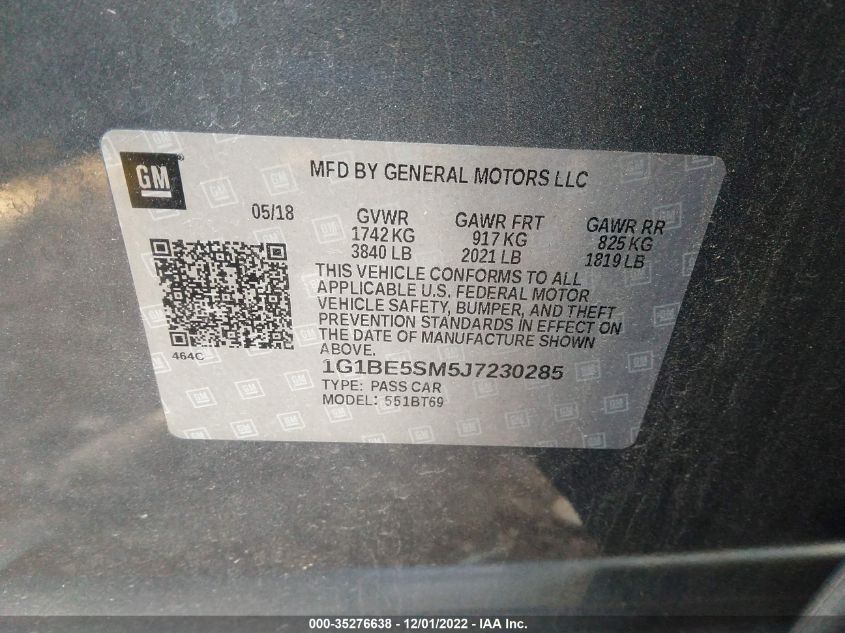 GM
MFD BY GENERAL MOTORS LLC
05/18
GVWR GAWR FRT GAWR RR
1742 KG 917 KG 825 KG
3840 LB 2021 LB 1819 LB
THIS VEHICLE CONFORMS TO ALL
APPLICABLE U.S. FEDERAL MOTOR
VEHICLE SAFETY, BUMPER, AND THEFT
PREVENTION STANDARDS IN EFFECT ON
THE DATE OF MANUFACTURE SHOWN
ABOVE.
464C
1G1BE5SM5J7230285
TYPE: PASS CAR
MODEL: 551BT69
000-35276638 - 12/01/2022 - IAA Inc.